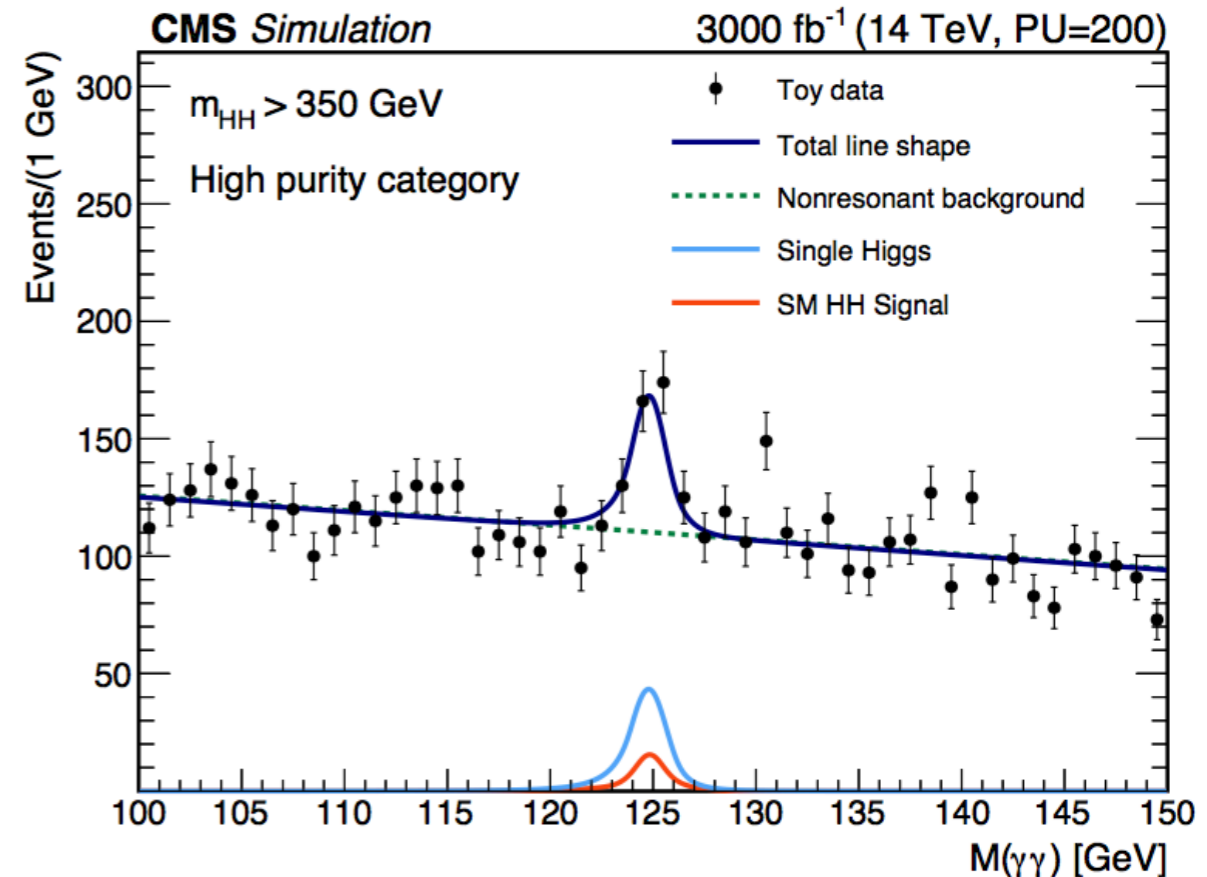 CMS Simulation
3000 fb⁻¹ (14 TeV, PU=200)
Events/(1 GeV)
m_HH > 350 GeV
High purity category
Toy data
Total line shape
Nonresonant background
Single Higgs
SM HH Signal
300
250
200
150
100
50
100 105 110 115 120 125 130 135 140 145 150
M(γγ) [GeV]